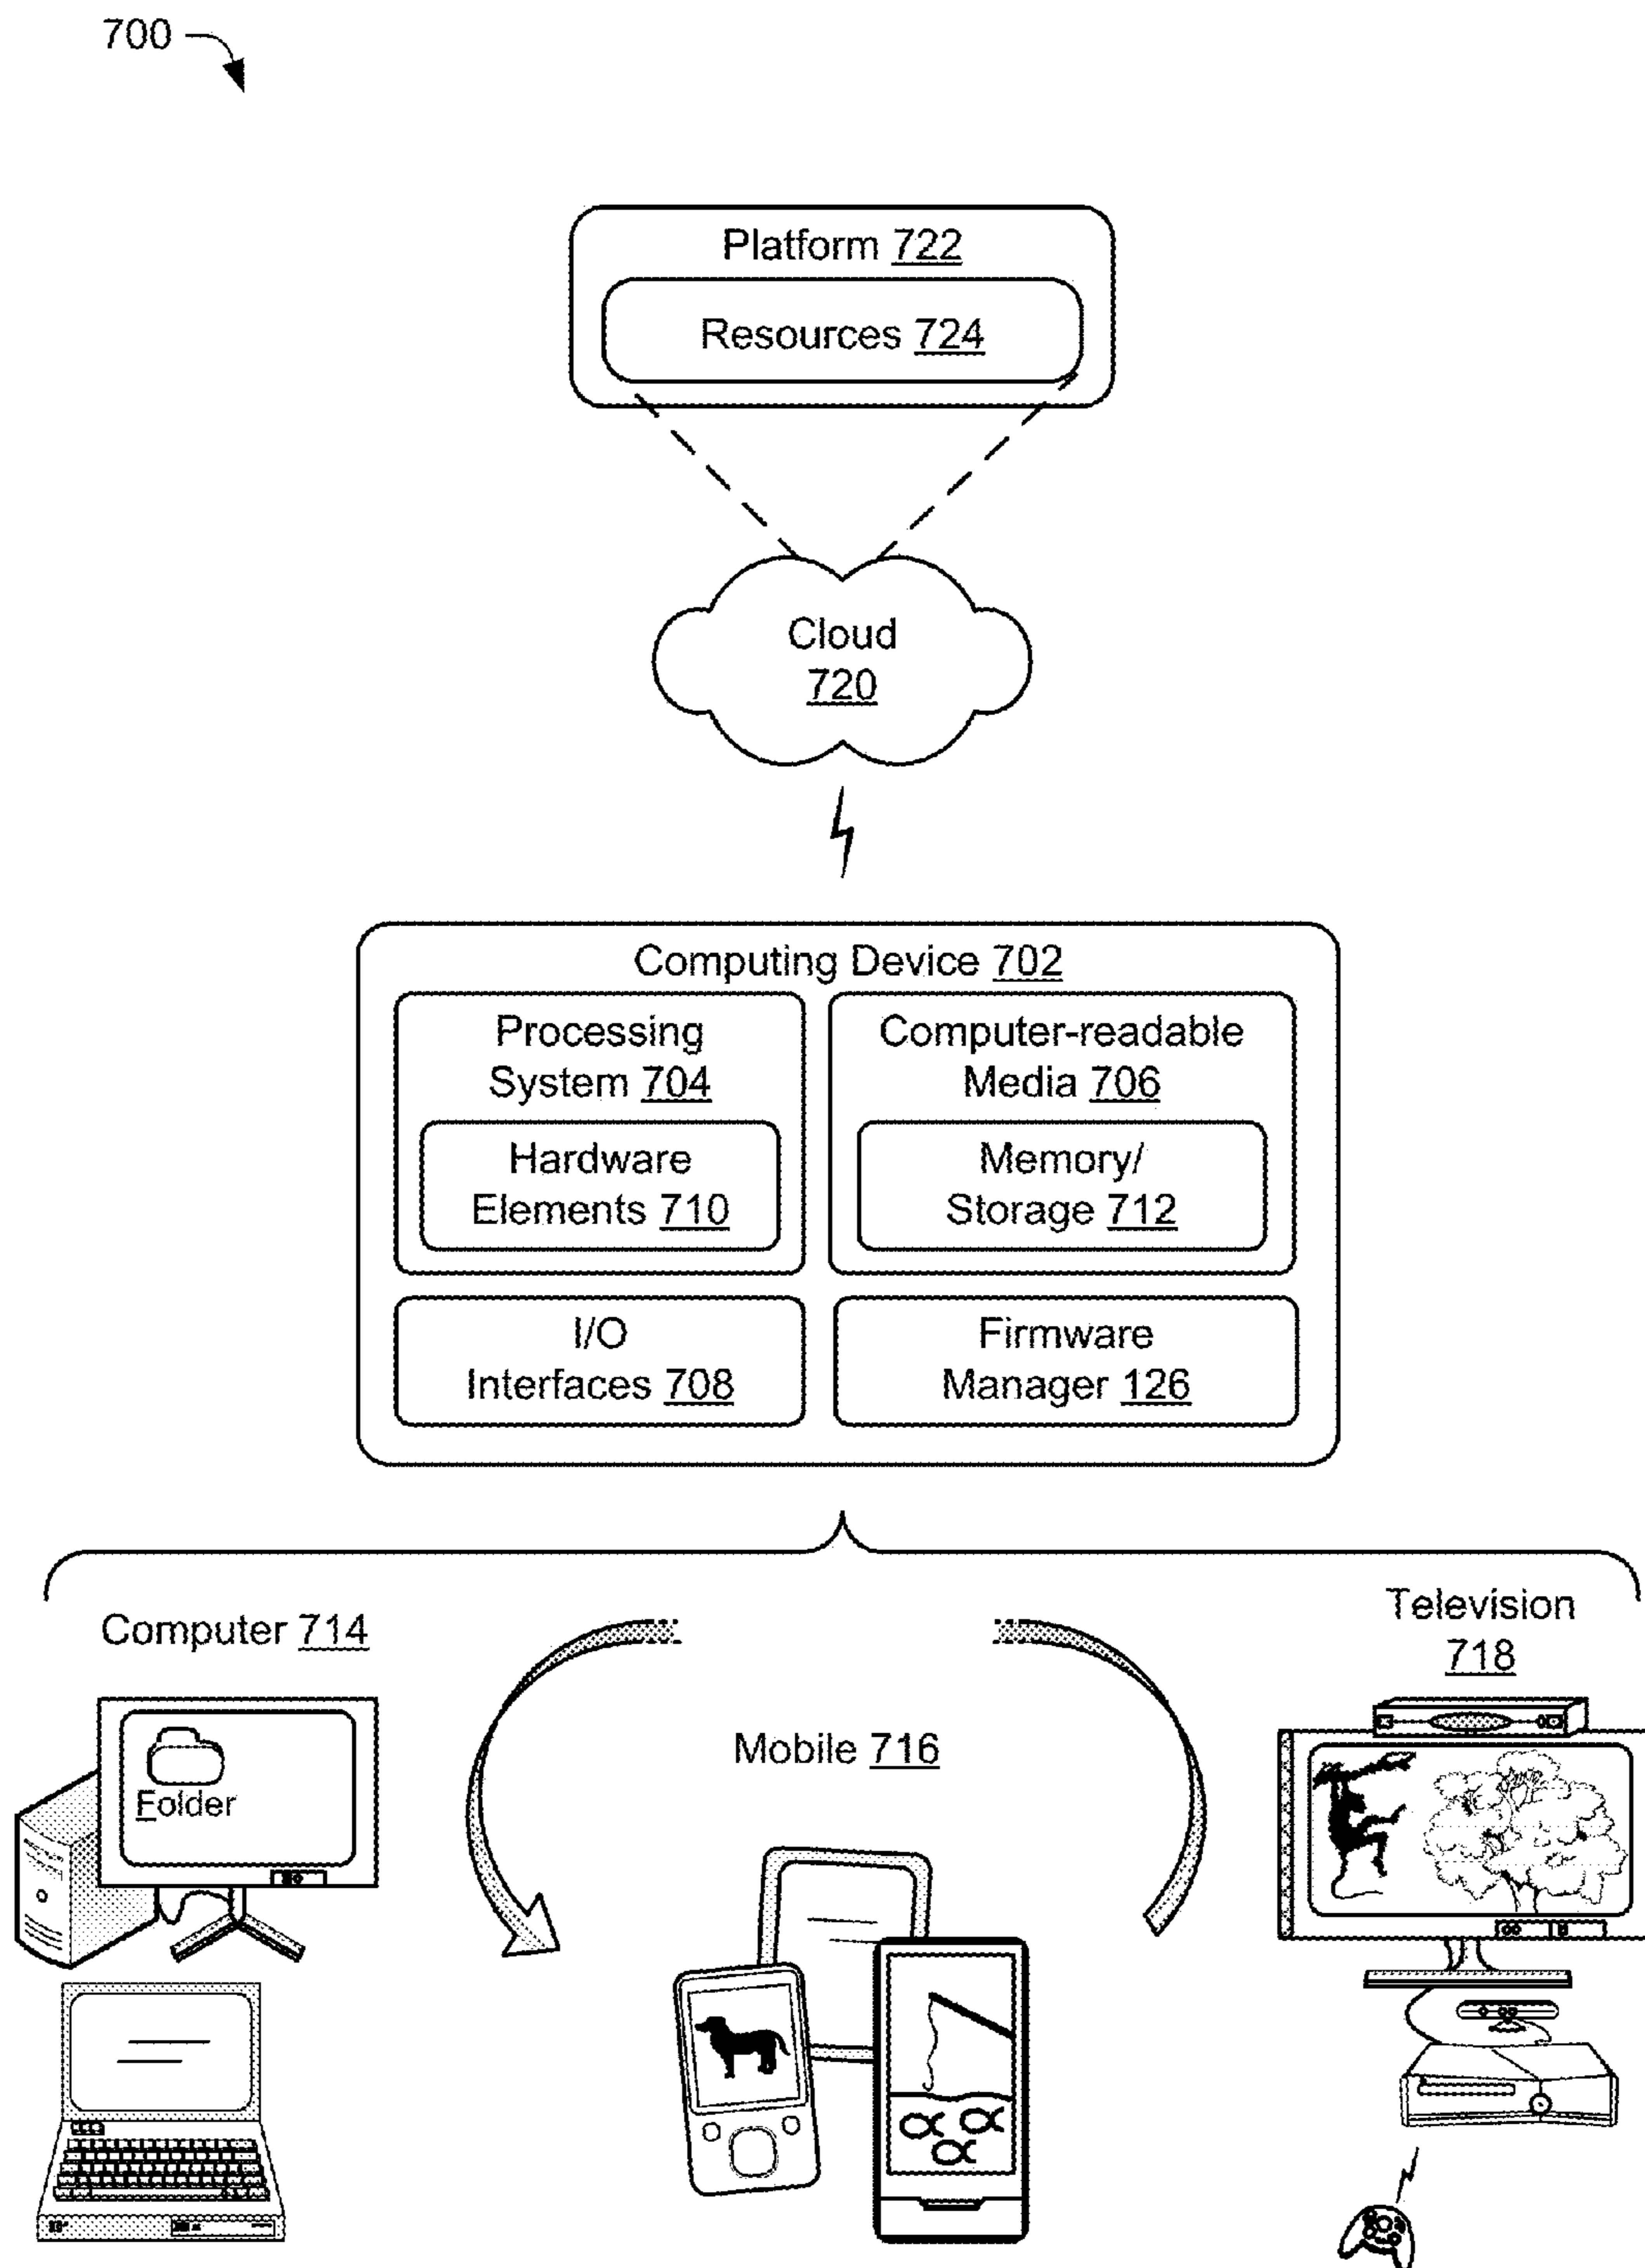 700
Platform 722
Resources 724
Cloud
720
Computing Device 702
Processing
System 704
Hardware
Elements 710
Computer-readable
Media 706
Memory/
Storage 712
I/O
Interfaces 708
Firmware
Manager 126
Computer 714
Folder
Mobile 716
Television
718